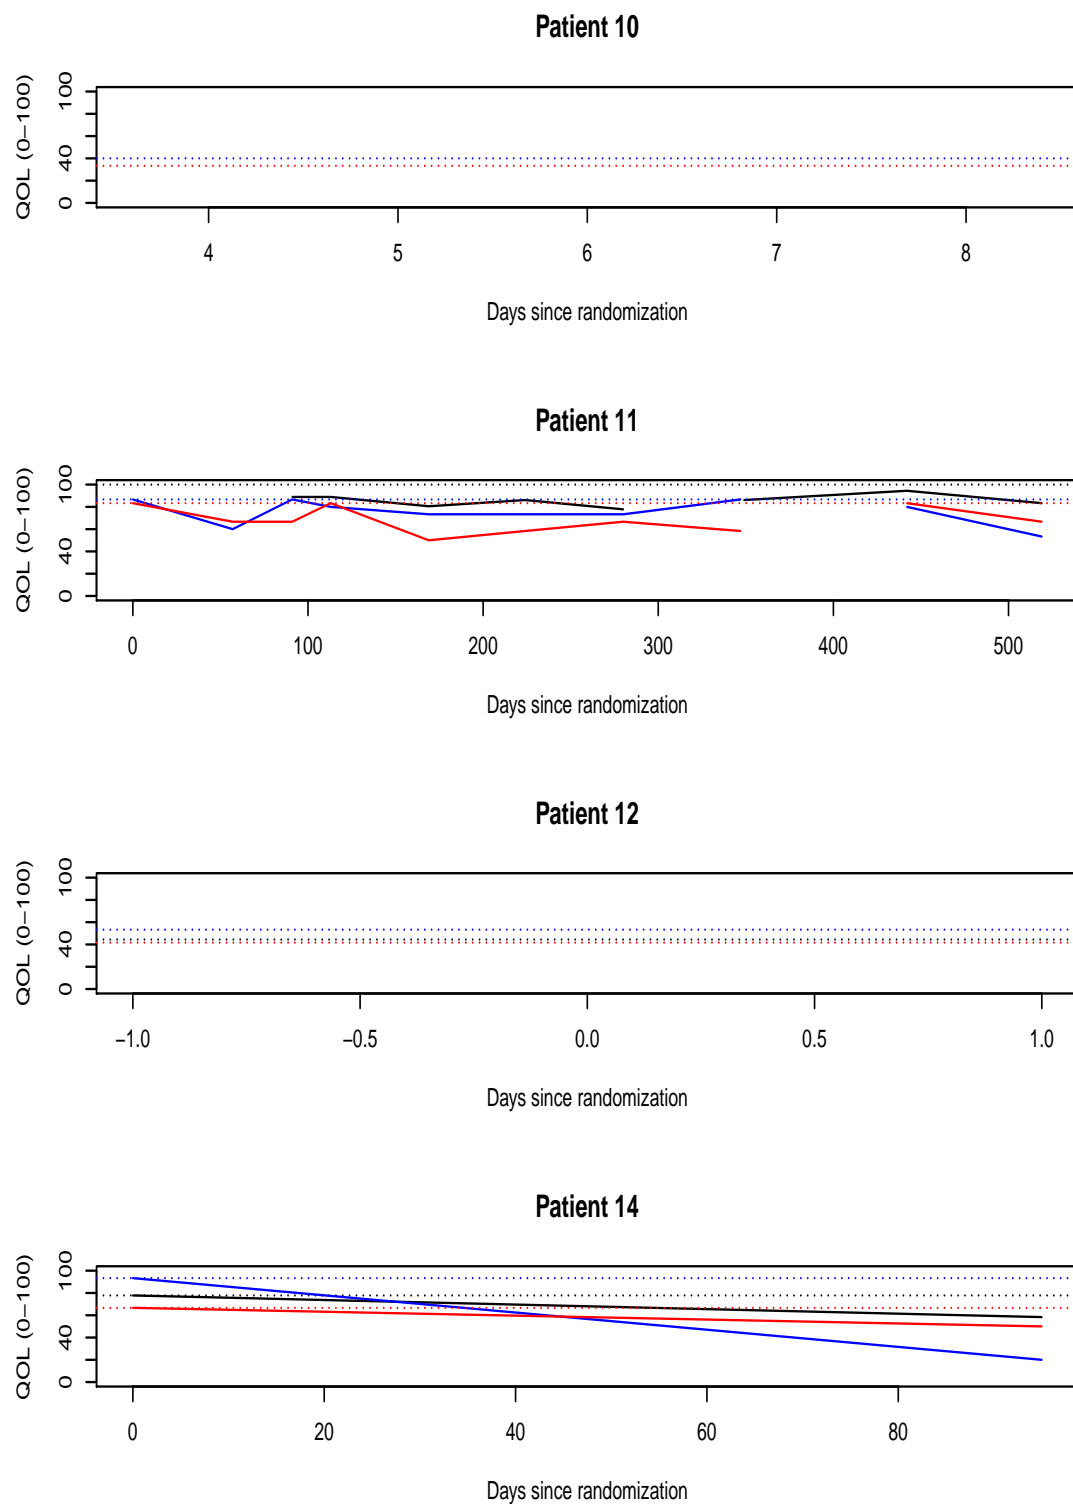 Patient 10
QOL (0−100)
0 40 100
4 5 6 7 8
Days since randomization
Patient 11
QOL (0−100)
0 40 100
0 100 200 300 400 500
Days since randomization
Patient 12
QOL (0−100)
0 40 100
−1.0 −0.5 0.0 0.5 1.0
Days since randomization
Patient 14
QOL (0−100)
0 40 100
0 20 40 60 80
Days since randomization